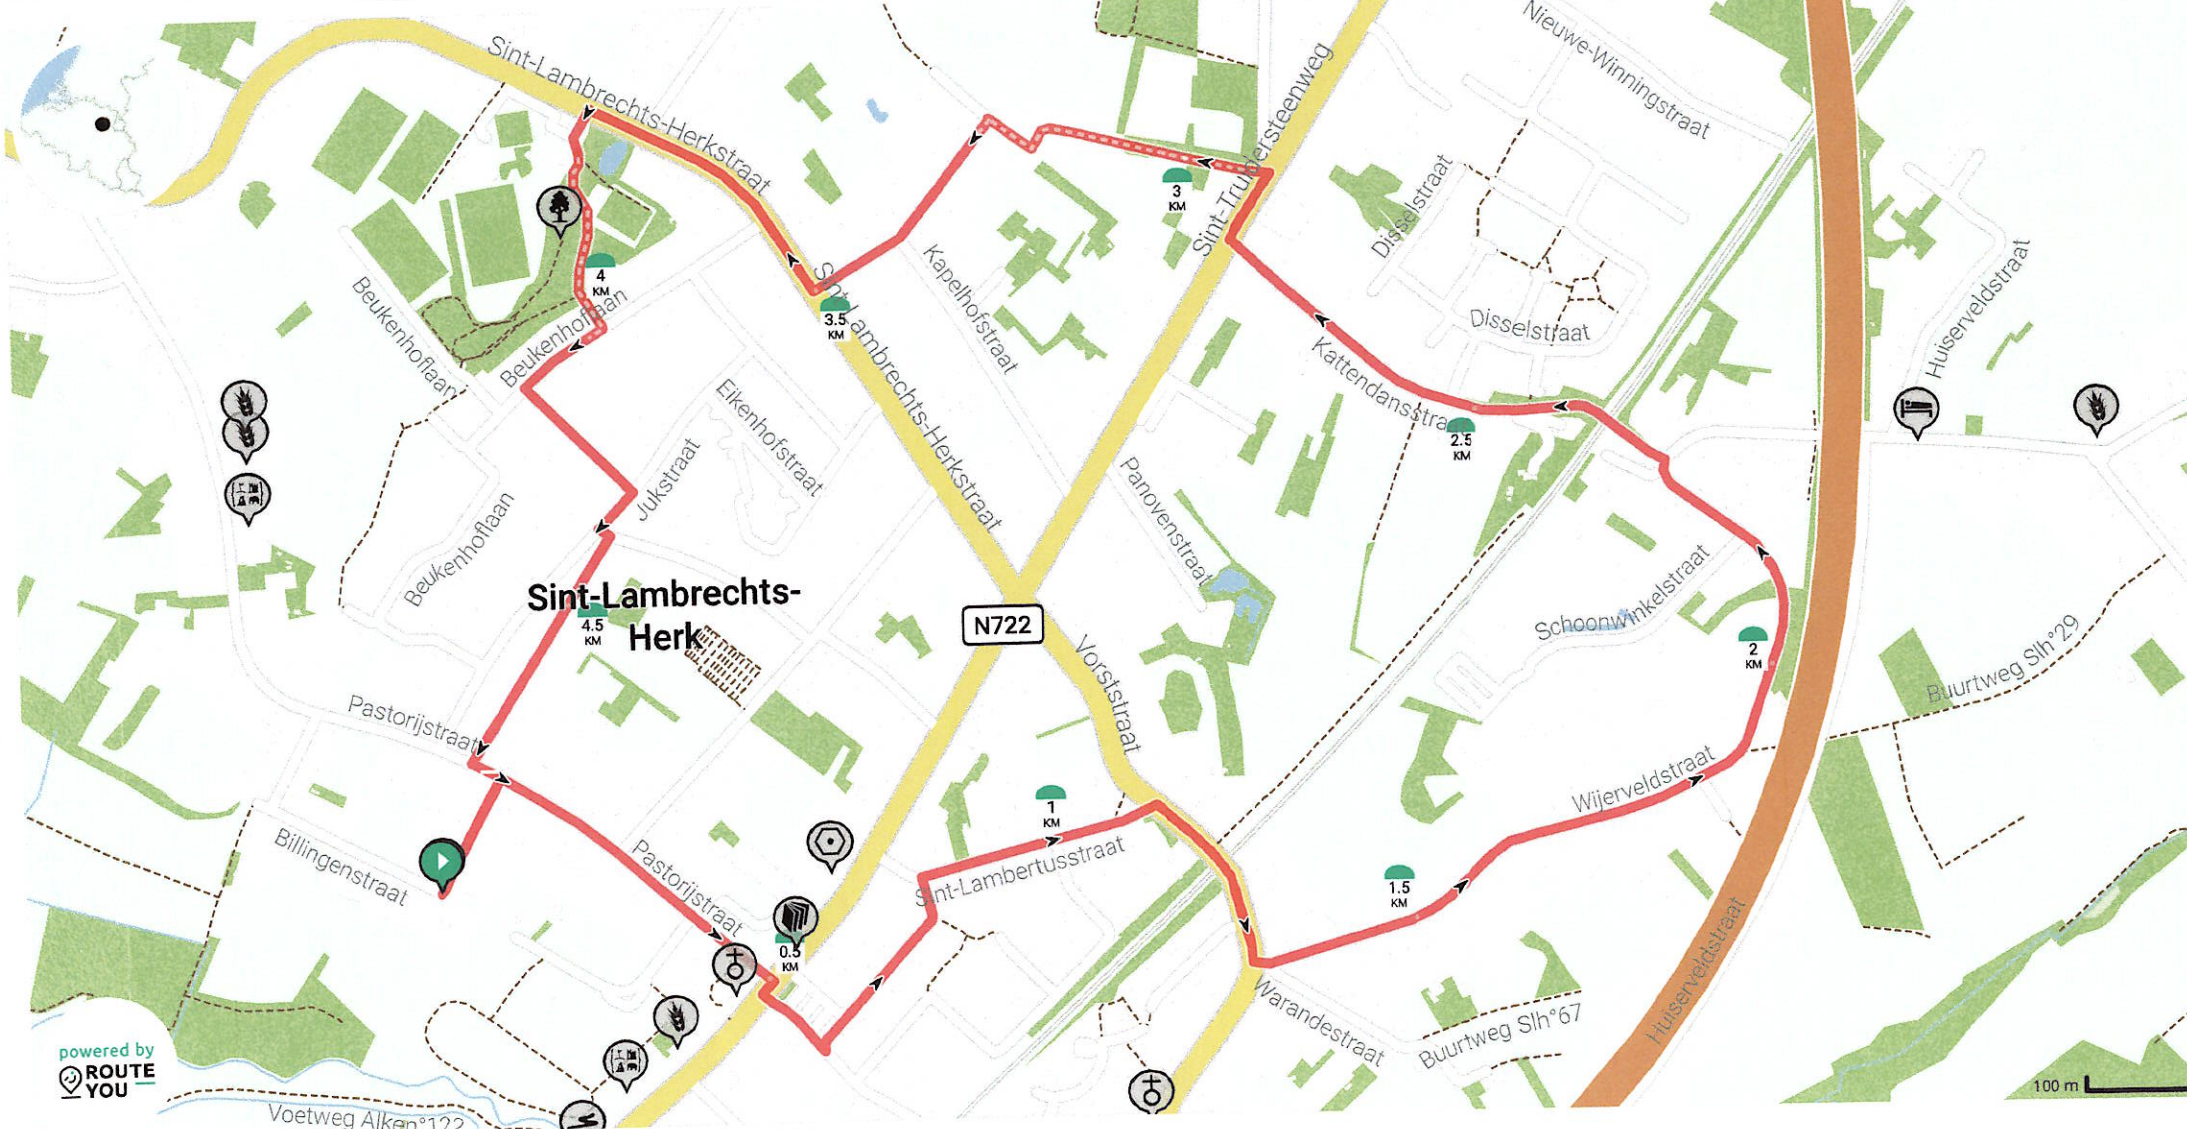 Sint-Lambrechts-Herkstraat
Nieuwe-Winningstraat
Sint-Truidersteenweg
3
KM
Disselstraat
Huiserveldstraat
4
KM
Beukenhoflaan
Beukenhoflaan
Kapelhofstraat
3.5
KM
Sint-Lambrechts-Herkstraat
Disselstraat
Kattendansstraat
2.5
KM
Eikenhofstraat
Jukstraat
Panovenstraat
Beukenhoflaan
Sint-Lambrechts-
Herk
4.5
KM
N722
Schoonwinkelstraat
2
KM
Buurtweg Slh°29
Vorststraat
Pastorijstraat
Wijerveldstraat
1
KM
Billingenstraat
Pastorijstraat
Sint-Lambertusstraat
1.5
KM
0.5
KM
Huiserveldstraat
Warandestraat
Buurtweg Slh°67
powered by
ROUTE
YOU
Voetweg Alken°122
100 m